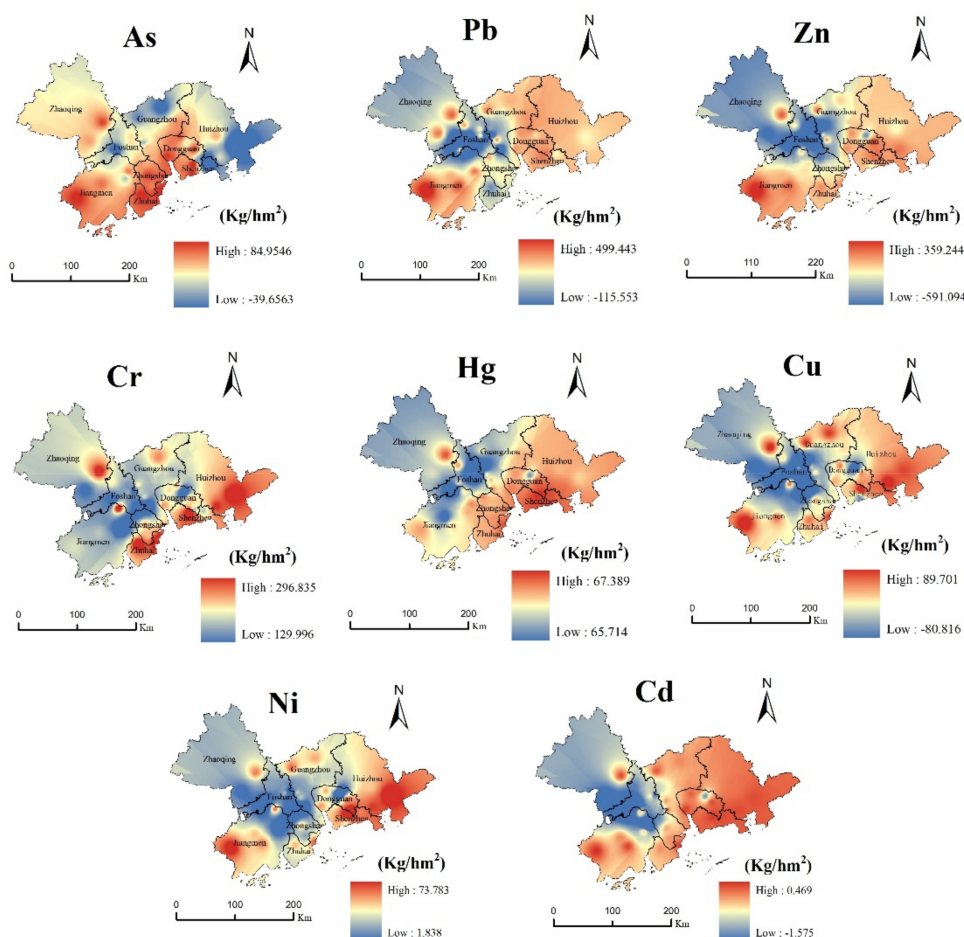 As
N
Zhaoqing
Guangzhou
Huizhou
Foshan
Dongguan
Shenzhen
Zhongshan
Jiangmen
Zhuhai
(Kg/hm²)
High : 84.9546
Low : -39.6563
0 100 200
Km
Pb
N
Zhaoqing
Guangzhou
Huizhou
Foshan
Dongguan
Shenzhen
Zhongshan
Jiangmen
Zhuhai
(Kg/hm²)
High : 499.443
Low : -115.553
0 100 200
Km
Zn
N
Zhaoqing
Guangzhou
Huizhou
Foshan
Dongguan
Shenzhen
Zhongshan
Jiangmen
Zhuhai
(Kg/hm²)
High : 359.244
Low : -591.094
0 110 220
Km
Cr
N
Zhaoqing
Guangzhou
Huizhou
Foshan
Dongguan
Shenzhen
Zhongshan
Jiangmen
Zhuhai
(Kg/hm²)
High : 296.835
Low : 129.996
0 100 200
Km
Hg
N
Zhaoqing
Guangzhou
Huizhou
Foshan
Dongguan
Shenzhen
Zhongshan
Jiangmen
Zhuhai
(Kg/hm²)
High : 67.389
Low : 65.714
0 100 200
Km
Cu
N
Zhaoqing
Guangzhou
Huizhou
Foshan
Dongguan
Shenzhen
Zhongshan
Jiangmen
Zhuhai
(Kg/hm²)
High : 89.701
Low : -80.816
0 100 200
Km
Ni
N
Zhaoqing
Guangzhou
Huizhou
Foshan
Dongguan
Shenzhen
Zhongshan
Jiangmen
Zhuhai
(Kg/hm²)
High : 73.783
Low : 1.838
0 100 200
Km
Cd
N
(Kg/hm²)
High : 0.469
Low : -1.575
0 100 200
Km